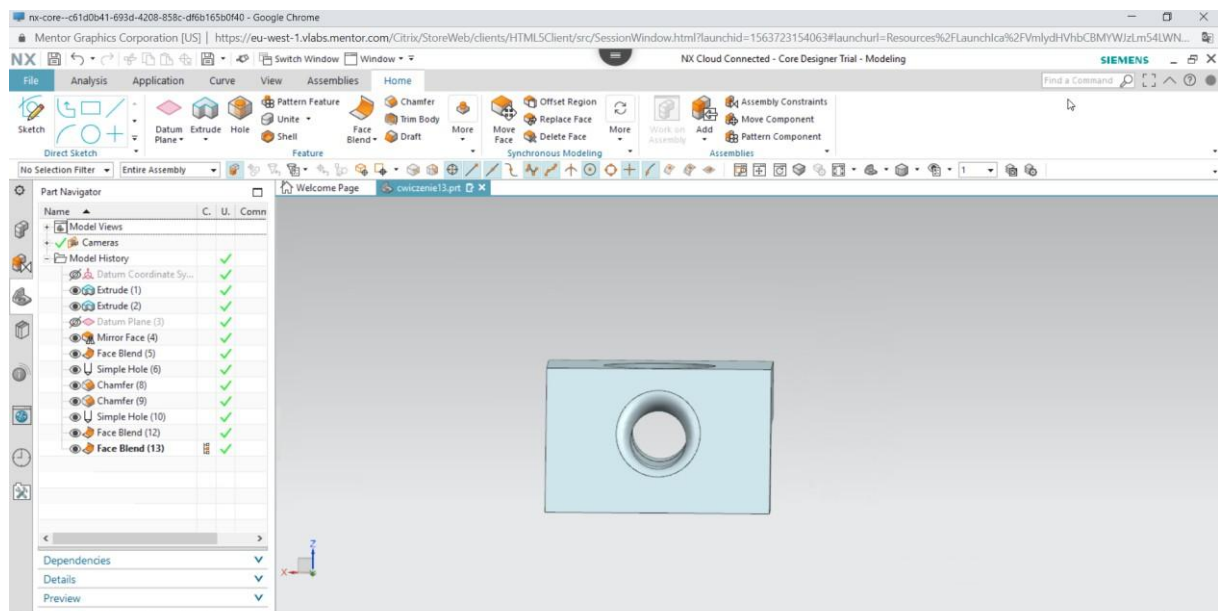 nx-core--c61d0b41-693d-4208-858c-df6b165b0f40 - Google Chrome
Mentor Graphics Corporation [US] | https://eu-west-1.vlabs.mentor.com/Citrix/StoreWeb/clients/HTML5Client/src/SessionWindow.html?launchid=1563723154063#launchurl=Resources%2FLaunchIca%2FVmlydHVhbCBMYWJzLm54LWN...
NX Switch Window Window NX Cloud Connected - Core Designer Trial - Modeling SIEMENS
File Analysis Application Curve View Assemblies Home Find a Command
Pattern Feature Chamfer Offset Region Assembly Constraints
Unite Trim Body Replace Face Move Component
Sketch Datum Plane Extrude Hole Shell Face Blend Draft More Move Face Delete Face More Work on Assembly Add Pattern Component
Direct Sketch Feature Synchronous Modeling Assemblies
No Selection Filter Entire Assembly 1
Part Navigator Welcome Page cwiczenie13.prt
Name C. U. Comm
Model Views
Cameras
Model History
Datum Coordinate Sy...
Extrude (1)
Extrude (2)
Datum Plane (3)
Mirror Face (4)
Face Blend (5)
Simple Hole (6)
Chamfer (8)
Chamfer (9)
Simple Hole (10)
Face Blend (12)
Face Blend (13)
Dependencies
Details
Preview
Z
X